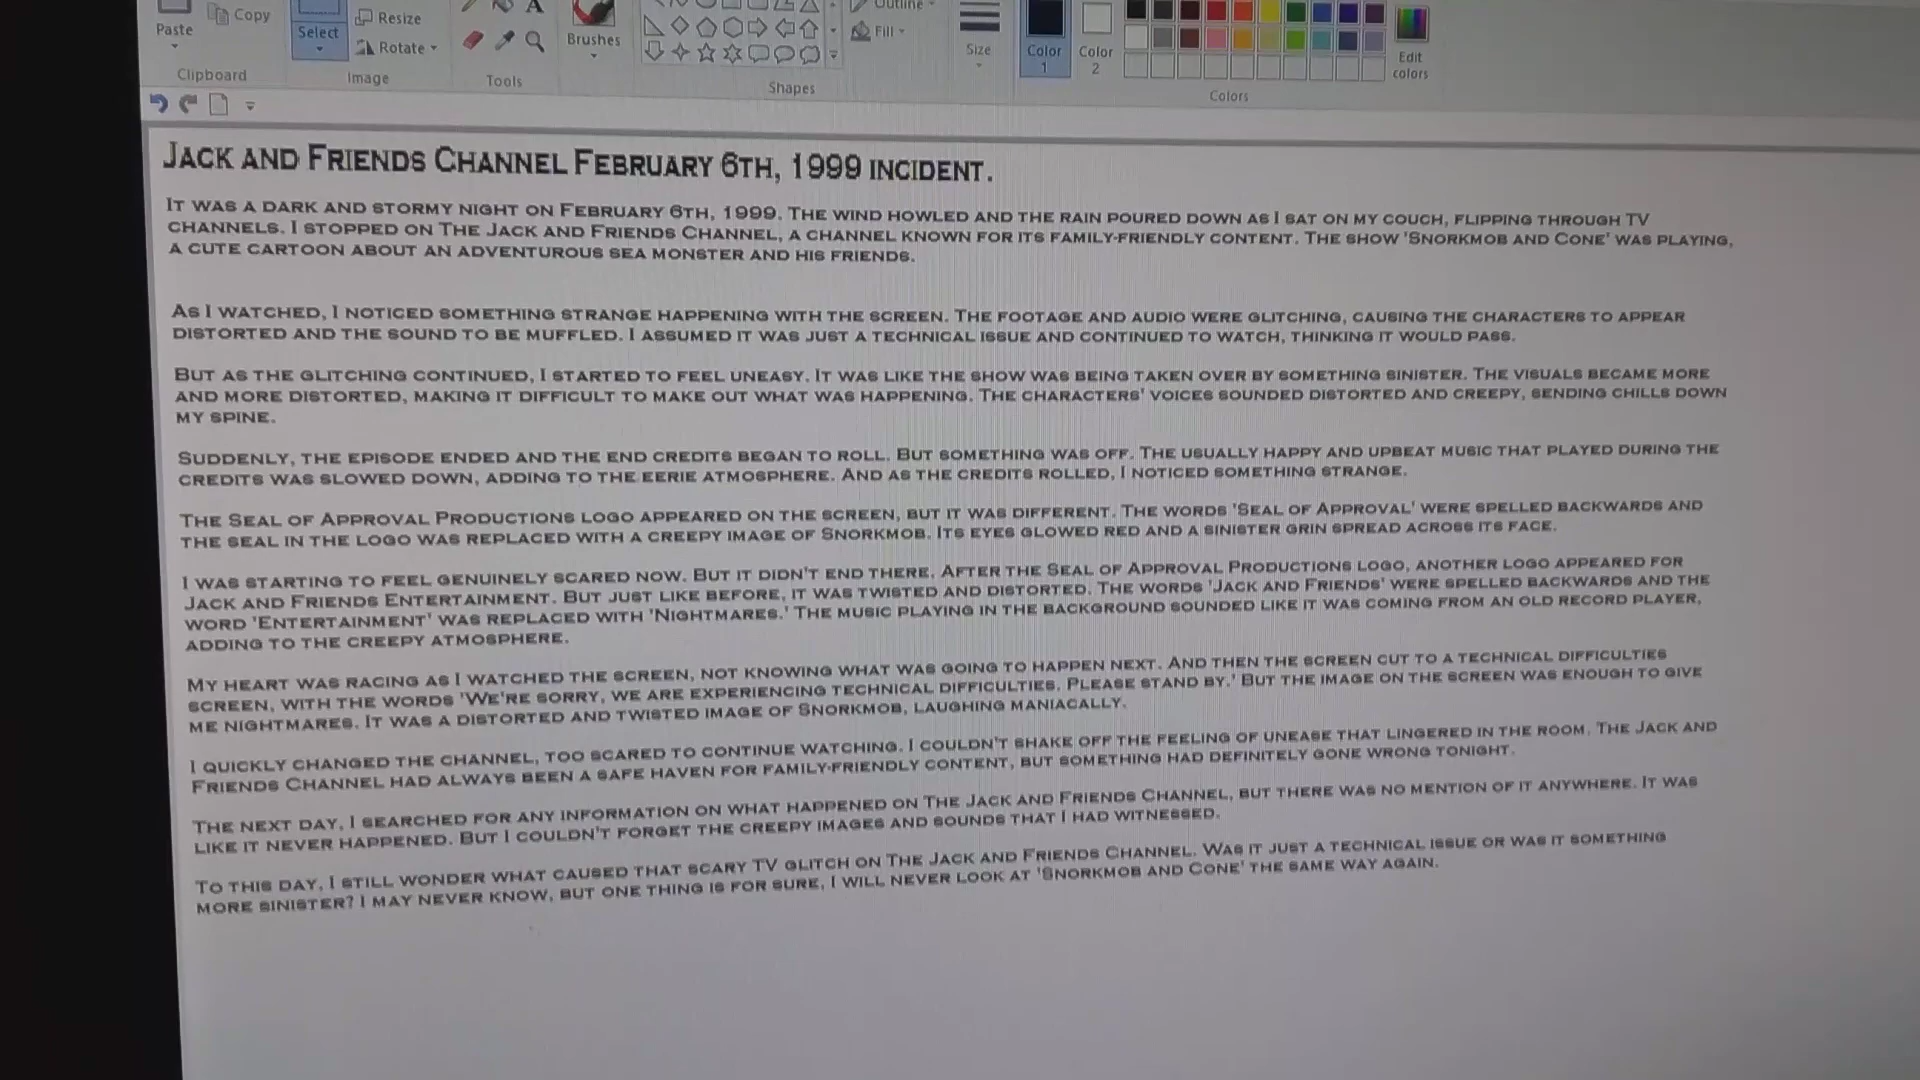 Paste
Copy
Clipboard
Select
Resize
Rotate
Image
Tools
Brushes
Shapes
Outline
Fill
Size
Color
1
Color
2
Colors
Edit
colors
Jack and Friends Channel February 6th, 1999 incident.
It was a dark and stormy night on February 6th, 1999. The wind howled and the rain poured down as I sat on my couch, flipping through TV
channels. I stopped on The Jack and Friends Channel, a channel known for its family-friendly content. The show 'Snorkmob and Cone' was playing,
a cute cartoon about an adventurous sea monster and his friends.
As I watched, I noticed something strange happening with the screen. The footage and audio were glitching, causing the characters to appear
distorted and the sound to be muffled. I assumed it was just a technical issue and continued to watch, thinking it would pass.
But as the glitching continued, I started to feel uneasy. It was like the show was being taken over by something sinister. The visuals became more
and more distorted, making it difficult to make out what was happening. The characters' voices sounded distorted and creepy, sending chills down
my spine.
Suddenly, the episode ended and the end credits began to roll. But something was off. The usually happy and upbeat music that played during the
credits was slowed down, adding to the eerie atmosphere. And as the credits rolled, I noticed something strange.
The Seal of Approval Productions logo appeared on the screen, but it was different. The words 'Seal of Approval' were spelled backwards and
the seal in the logo was replaced with a creepy image of Snorkmob. Its eyes glowed red and a sinister grin spread across its face.
I was starting to feel genuinely scared now. But it didn't end there. After the Seal of Approval Productions logo, another logo appeared for
Jack and Friends Entertainment. But just like before, it was twisted and distorted. The words 'Jack and Friends' were spelled backwards and the
word 'Entertainment' was replaced with 'Nightmares.' The music playing in the background sounded like it was coming from an old record player,
adding to the creepy atmosphere.
My heart was racing as I watched the screen, not knowing what was going to happen next. And then the screen cut to a technical difficulties
screen, with the words 'We're sorry, we are experiencing technical difficulties. Please stand by.' But the image on the screen was enough to give
me nightmares. It was a distorted and twisted image of Snorkmob, laughing maniacally.
I quickly changed the channel, too scared to continue watching. I couldn't shake off the feeling of unease that lingered in the room. The Jack and
Friends Channel had always been a safe haven for family-friendly content, but something had definitely gone wrong tonight.
The next day, I searched for any information on what happened on The Jack and Friends Channel, but there was no mention of it anywhere. It was
like it never happened. But I couldn't forget the creepy images and sounds that I had witnessed.
To this day, I still wonder what caused that scary TV glitch on The Jack and Friends Channel. Was it just a technical issue or was it something
more sinister? I may never know, but one thing is for sure, I will never look at 'Snorkmob and Cone' the same way again.